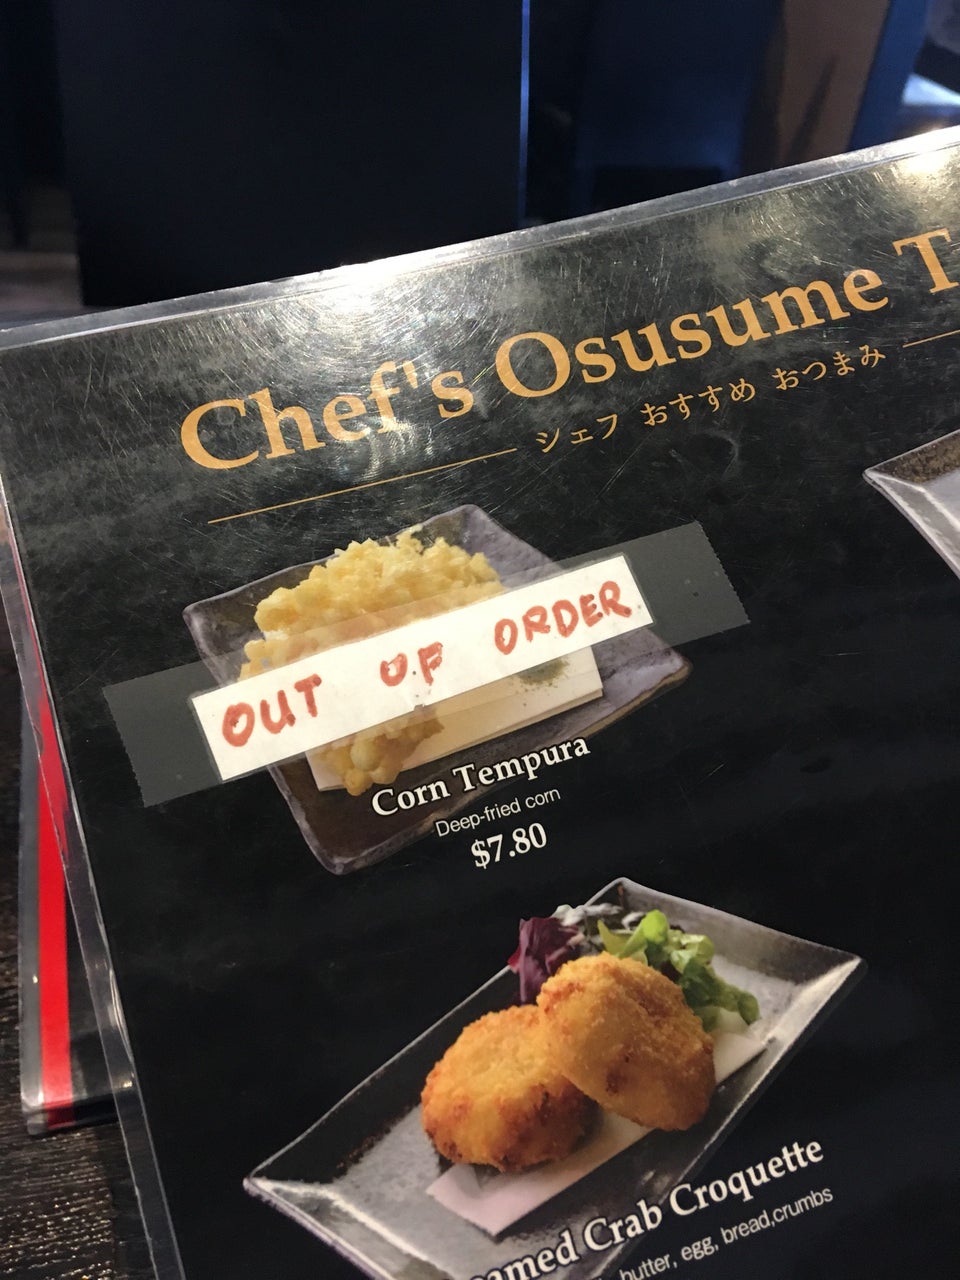 Chef's Osusume
シェフ おすすめ おつまみ
OUT OF ORDER
Corn Tempura
Deep-fried corn
$7.80
Crab Croquette
butter, egg, bread,crumbs